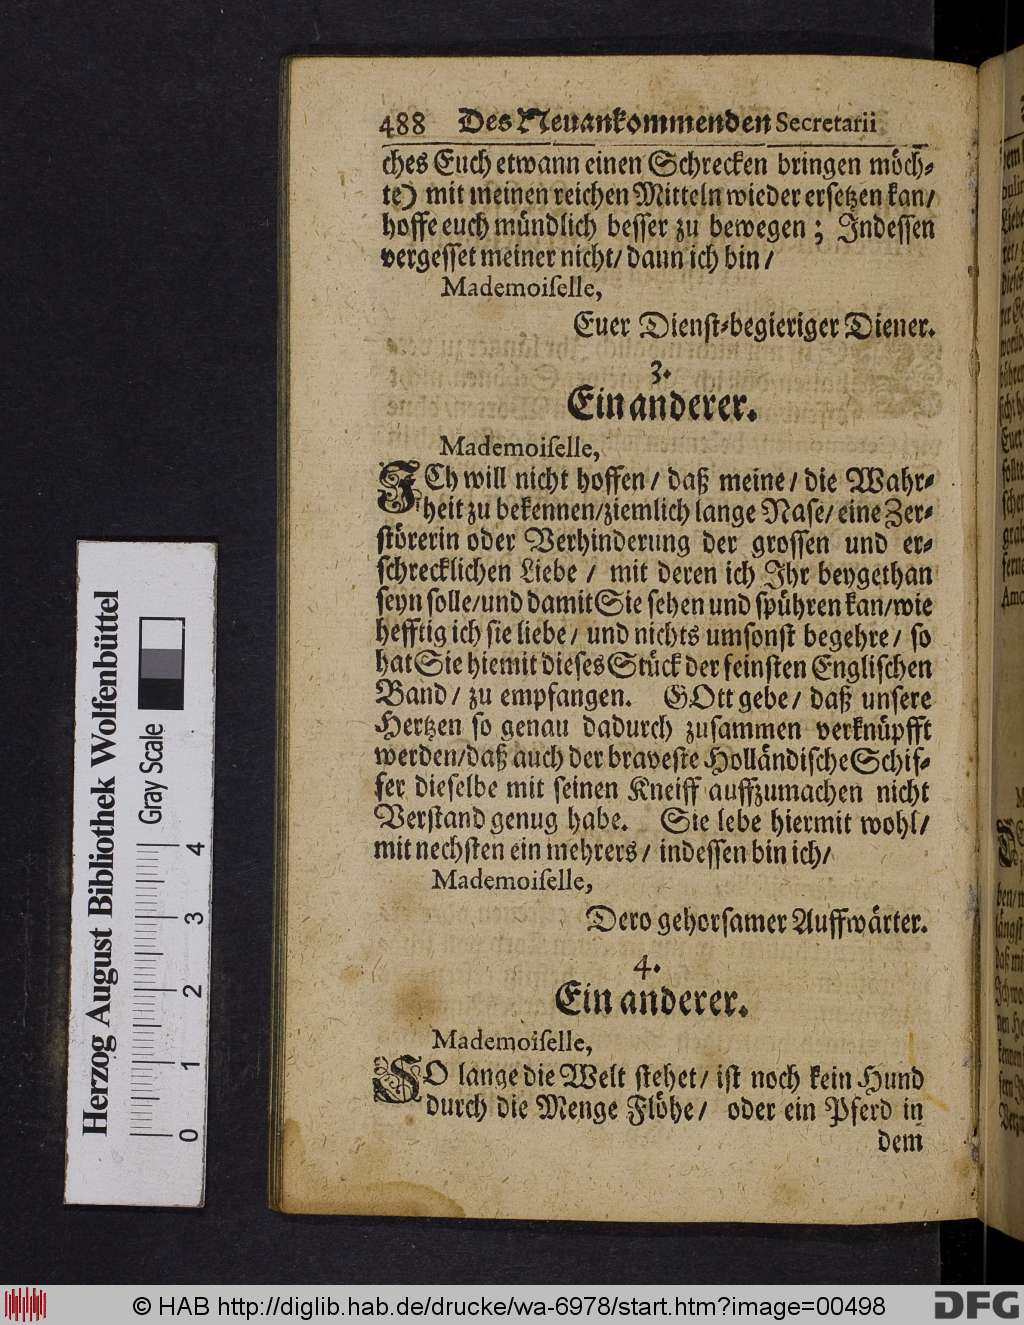 488 Des Neuankommenden Secretarii
ches Euch etwann einen Schrecken bringen möch⸗
te) mit meinen reichen Mitteln wieder ersetzen kan/
hoffe euch mündlich besser zu bewegen; Indessen
vergesset meiner nicht/ dann ich bin/
Mademoiſelle,
Euer Dienſt⸗begieriger Diener.
3.
Ein anderer.
Mademoiſelle,
ICh will nicht hoffen/ daß meine/ die Wahr⸗
heit zu bekennen/ziemlich lange Naſe/ eine Zer⸗
ſtörerin oder Verhinderung der groſſen und er⸗
ſchrecklichen Liebe/ mit deren ich Ihr beygethan
ſeyn ſolle/und damit Sie ſehen und ſpühren kan/wie
hefftig ich ſie liebe/ und nichts umſonſt begehre/ ſo
hat Sie hiemit dieſes Stück der feinſten Engliſchen
Band/ zu empfangen. GOtt gebe/ daß unſere
Hertzen ſo genau dadurch zuſammen verknüpfft
werden/daß auch der braveſte Holländiſche Schif⸗
fer dieſelbe mit ſeinen Kneiff auffzumachen nicht
Verſtand genug habe. Sie lebe hiermit wohl/
mit nechſten ein mehrers/ indeſſen bin ich/
Mademoiſelle,
Dero gehorſamer Auffwärter.
4.
Ein anderer.
Mademoiſelle,
SO lange die Welt ſtehet/ iſt noch kein Hund
durch die Menge Flöhe/ oder ein Pferd in
dem
Herzog August Bibliothek Wolfenbüttel
Gray Scale
0 1 2 3 4
© HAB http://diglib.hab.de/drucke/wa-6978/start.htm?image=00498
DFG